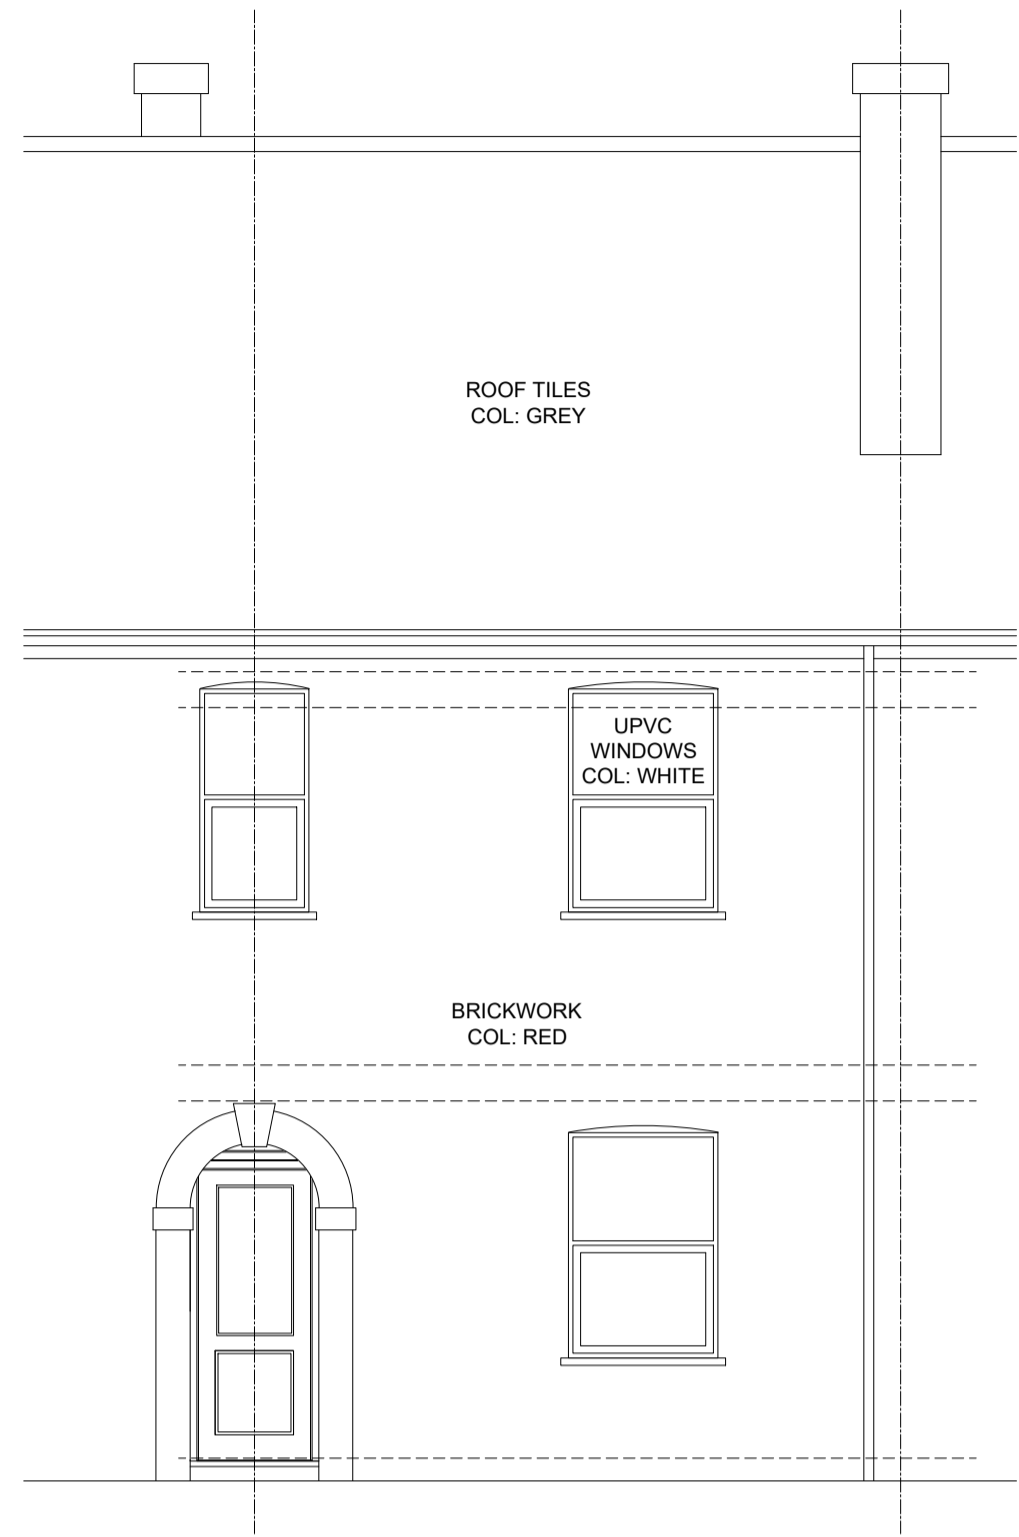 ROOF TILES
COL: GREY
UPVC
WINDOWS
COL: WHITE
BRICKWORK
COL: RED